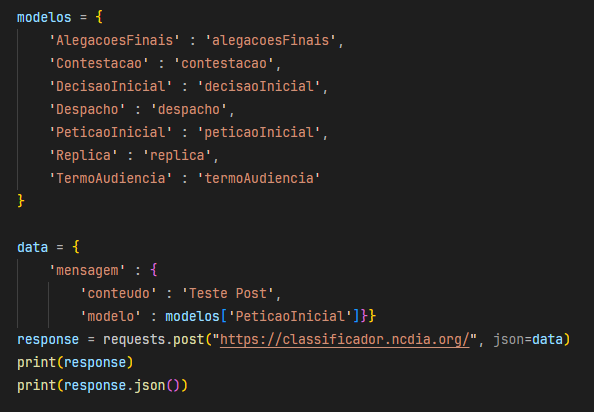 modelos = {
    'AlegacoesFinais' : 'alegacoesFinais',
    'Contestacao' : 'contestacao',
    'DecisaoInicial' : 'decisaoInicial',
    'Despacho' : 'despacho',
    'PeticaoInicial' : 'peticaoInicial',
    'Replica' : 'replica',
    'TermoAudiencia' : 'termoAudiencia'
}

data = {
    'mensagem' : {
        'conteudo' : 'Teste Post',
        'modelo' : modelos['PeticaoInicial']}}
response = requests.post("https://classificador.ncdia.org/", json=data)
print(response)
print(response.json())